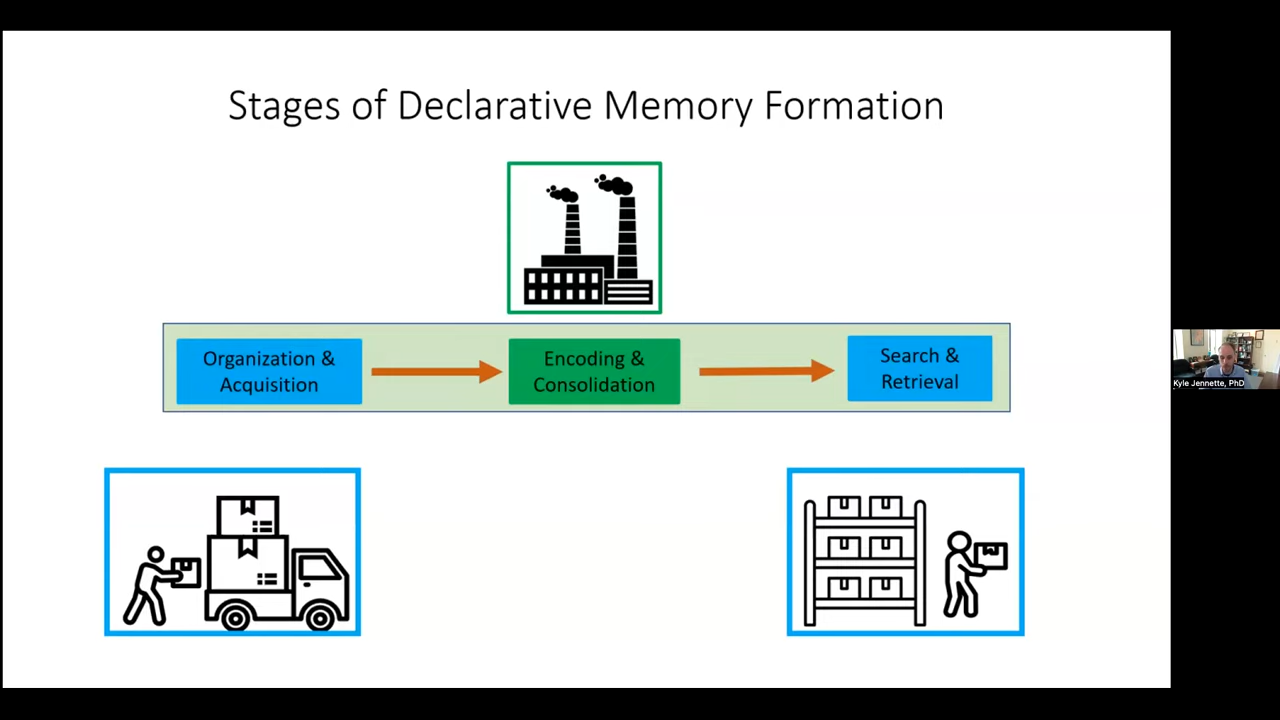 Stages of Declarative Memory Formation
Organization &
Acquisition
Encoding &
Consolidation
Search &
Retrieval
Kyle Jennette, PhD